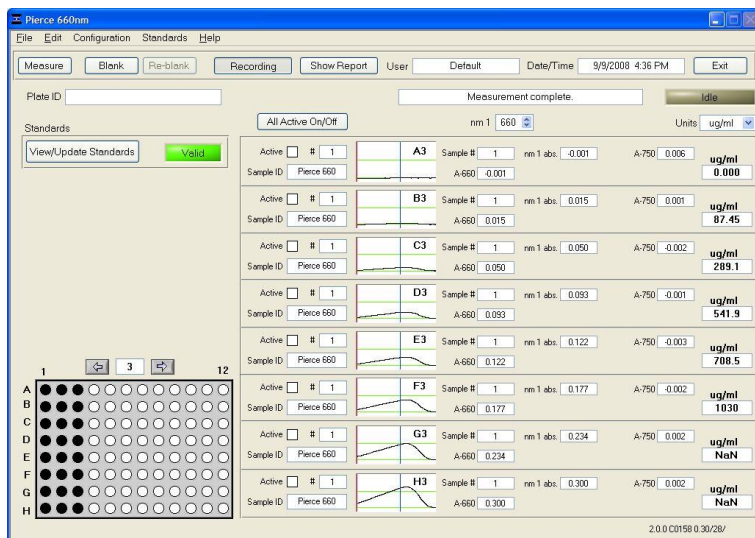 Pierce 660nm
File Edit Configuration Standards Help
Measure Blank Re-blank Recording Show Report User Default Date/Time 9/9/2008 4:36 PM Exit
Plate ID Measurement complete. Idle
Standards
All Active On/Off nm 1 660 Units ug/ml
View/Update Standards Valid
Active # 1 A3 Sample # 1 nm 1 abs. -0.001 A-750 0.006 ug/ml
Sample ID Pierce 660 A-660 -0.001 0.000
Active # 1 B3 Sample # 1 nm 1 abs. 0.015 A-750 0.001 ug/ml
Sample ID Pierce 660 A-660 0.015 87.45
Active # 1 C3 Sample # 1 nm 1 abs. 0.050 A-750 -0.002 ug/ml
Sample ID Pierce 660 A-660 0.050 289.1
Active # 1 D3 Sample # 1 nm 1 abs. 0.093 A-750 -0.001 ug/ml
Sample ID Pierce 660 A-660 0.093 541.9
Active # 1 E3 Sample # 1 nm 1 abs. 0.122 A-750 -0.003 ug/ml
Sample ID Pierce 660 A-660 0.122 708.5
Active # 1 F3 Sample # 1 nm 1 abs. 0.177 A-750 -0.002 ug/ml
Sample ID Pierce 660 A-660 0.177 1030
Active # 1 G3 Sample # 1 nm 1 abs. 0.234 A-750 0.002 ug/ml
Sample ID Pierce 660 A-660 0.234 NaN
Active # 1 H3 Sample # 1 nm 1 abs. 0.300 A-750 0.002 ug/ml
Sample ID Pierce 660 A-660 0.300 NaN
1 3 12
A
B
C
D
E
F
G
H
2.0.0 C0158 0.30/28/